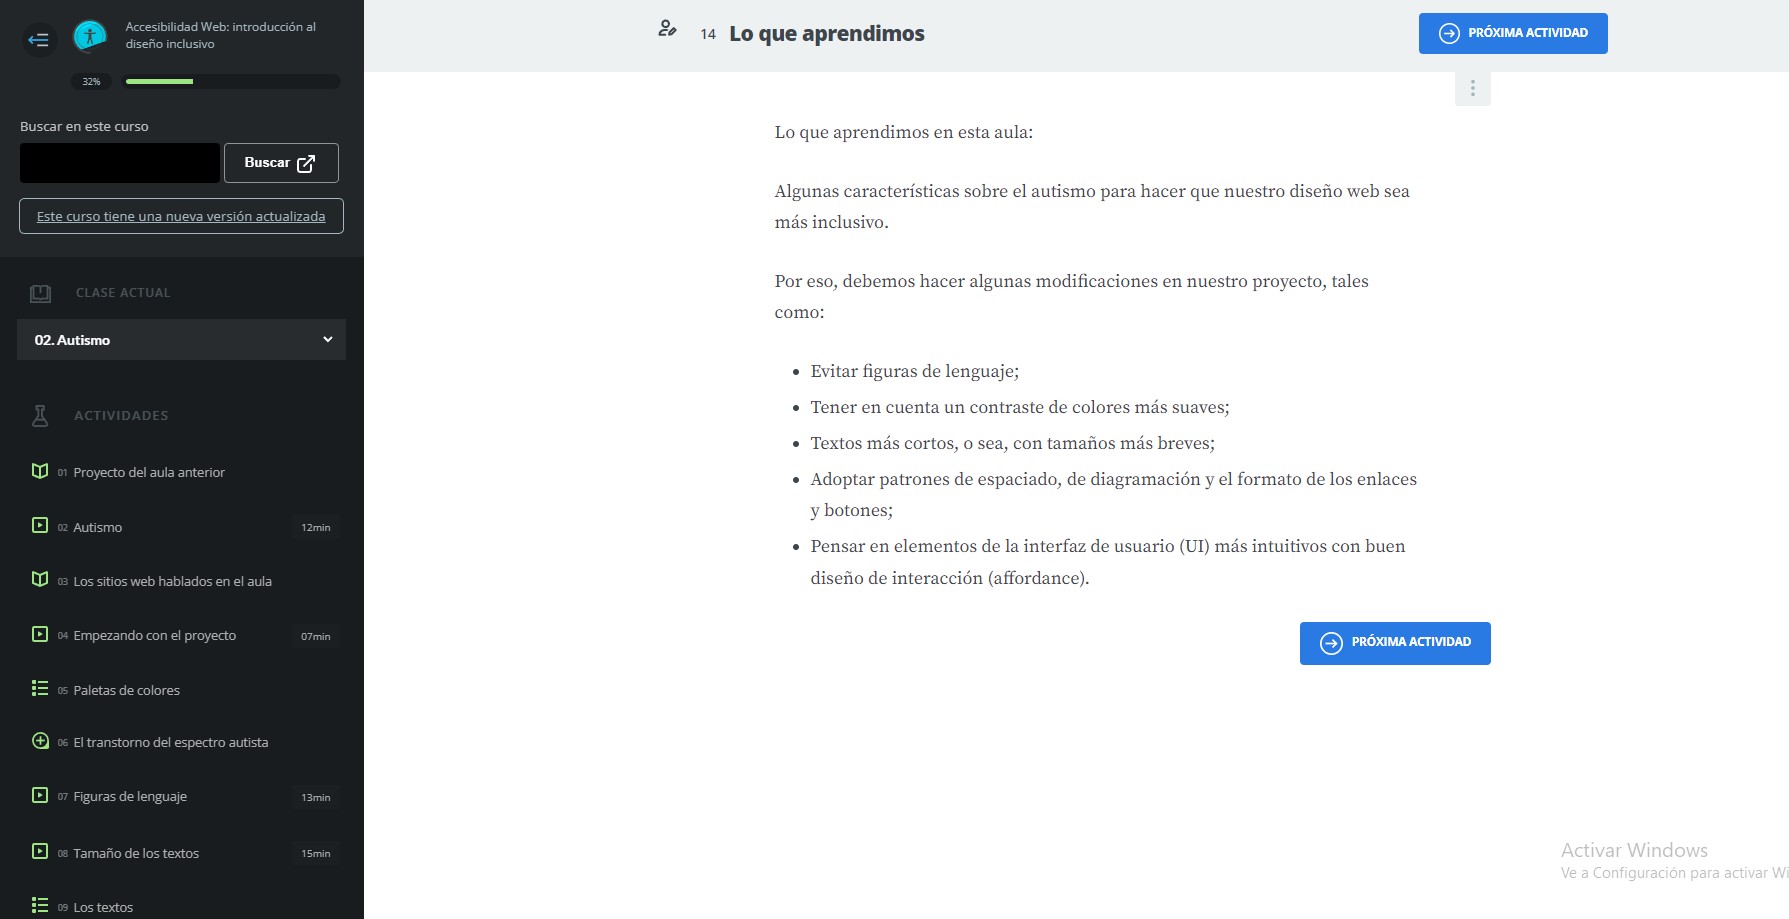 Accesibilidad Web: introducción al
diseño inclusivo
32%
Buscar en este curso
Buscar
Este curso tiene una nueva versión actualizada
CLASE ACTUAL
02. Autismo
ACTIVIDADES
01 Proyecto del aula anterior
02 Autismo 12min
03 Los sitios web hablados en el aula
04 Empezando con el proyecto 07min
05 Paletas de colores
06 El transtorno del espectro autista
07 Figuras de lenguaje 13min
08 Tamaño de los textos 15min
09 Los textos
14 Lo que aprendimos
PRÓXIMA ACTIVIDAD
Lo que aprendimos en esta aula:
Algunas características sobre el autismo para hacer que nuestro diseño web sea
más inclusivo.
Por eso, debemos hacer algunas modificaciones en nuestro proyecto, tales
como:
• Evitar figuras de lenguaje;
• Tener en cuenta un contraste de colores más suaves;
• Textos más cortos, o sea, con tamaños más breves;
• Adoptar patrones de espaciado, de diagramación y el formato de los enlaces
y botones;
• Pensar en elementos de la interfaz de usuario (UI) más intuitivos con buen
diseño de interacción (affordance).
PRÓXIMA ACTIVIDAD
Activar Windows
Ve a Configuración para activar Wi